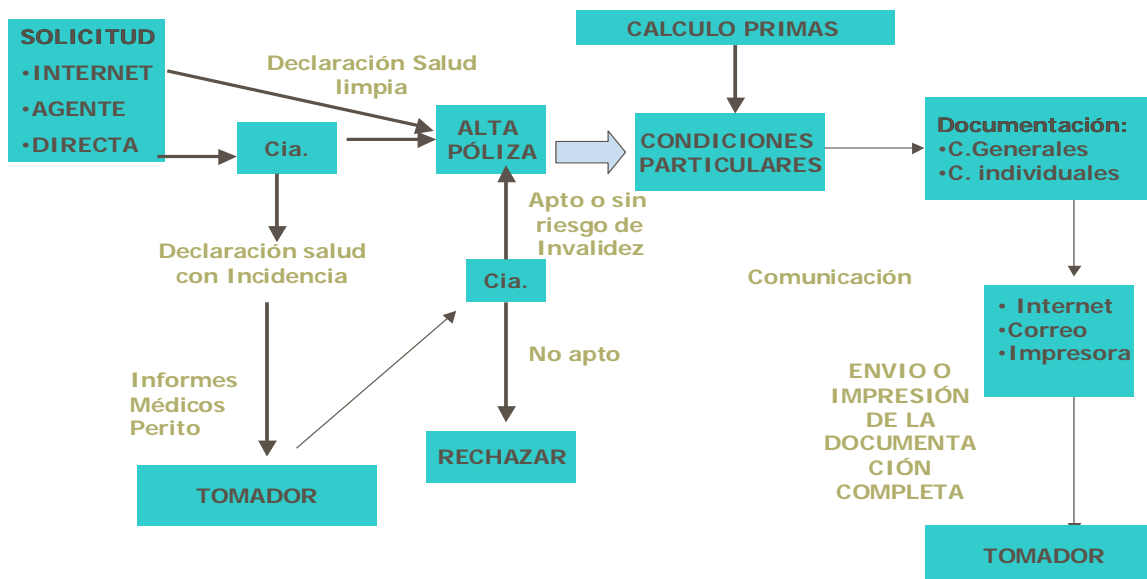 SOLICITUD
•INTERNET
•AGENTE
•DIRECTA
Declaración Salud
limpia
Cia.
ALTA
PÓLIZA
CALCULO PRIMAS
CONDICIONES
PARTICULARES
Documentación:
•C.Generales
•C. individuales
Declaración salud
con Incidencia
Apto o sin
riesgo de
Invalidez
Cia.
Comunicación
• Internet
•Correo
•Impresora
No apto
Informes
Médicos
Perito
ENVIO O
IMPRESIÓN
DE LA
DOCUMENTA
CIÓN
COMPLETA
RECHAZAR
TOMADOR
TOMADOR